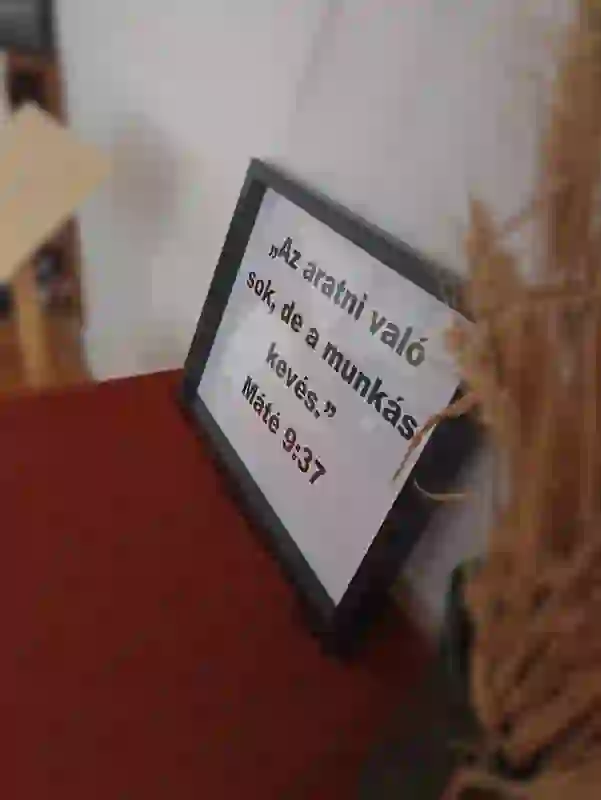 „Az aratni való
sok, de a munkás
kevés.”
Máté 9:37